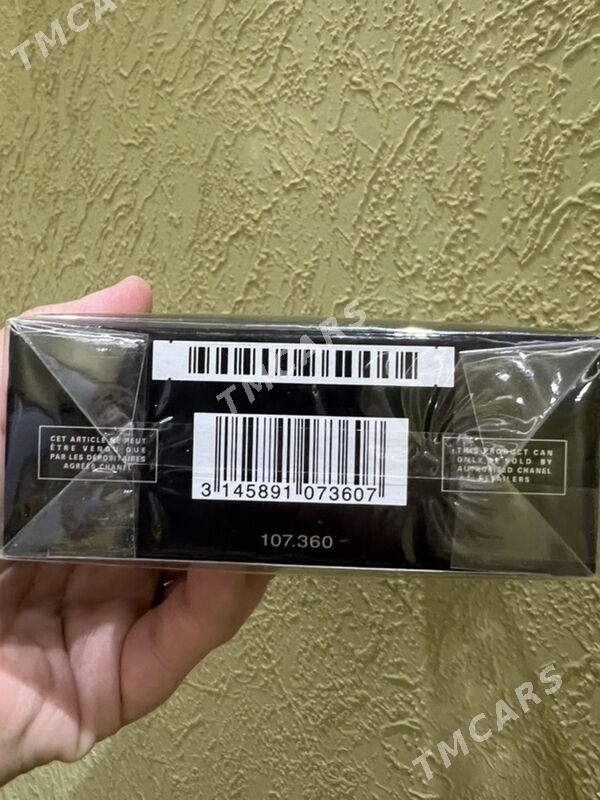 TMCARS
TMCARS
CET ARTICLE NE PEUT
ÊTRE VENDU QUE
PAR LES DÉPOSITAIRES
AGRÉÉS CHANEL
THIS PRODUCT CAN
ONLY BE SOLD BY
AUTHORISED CHANEL
RETAILERS
3 145891 073607
107.360
TMCARS